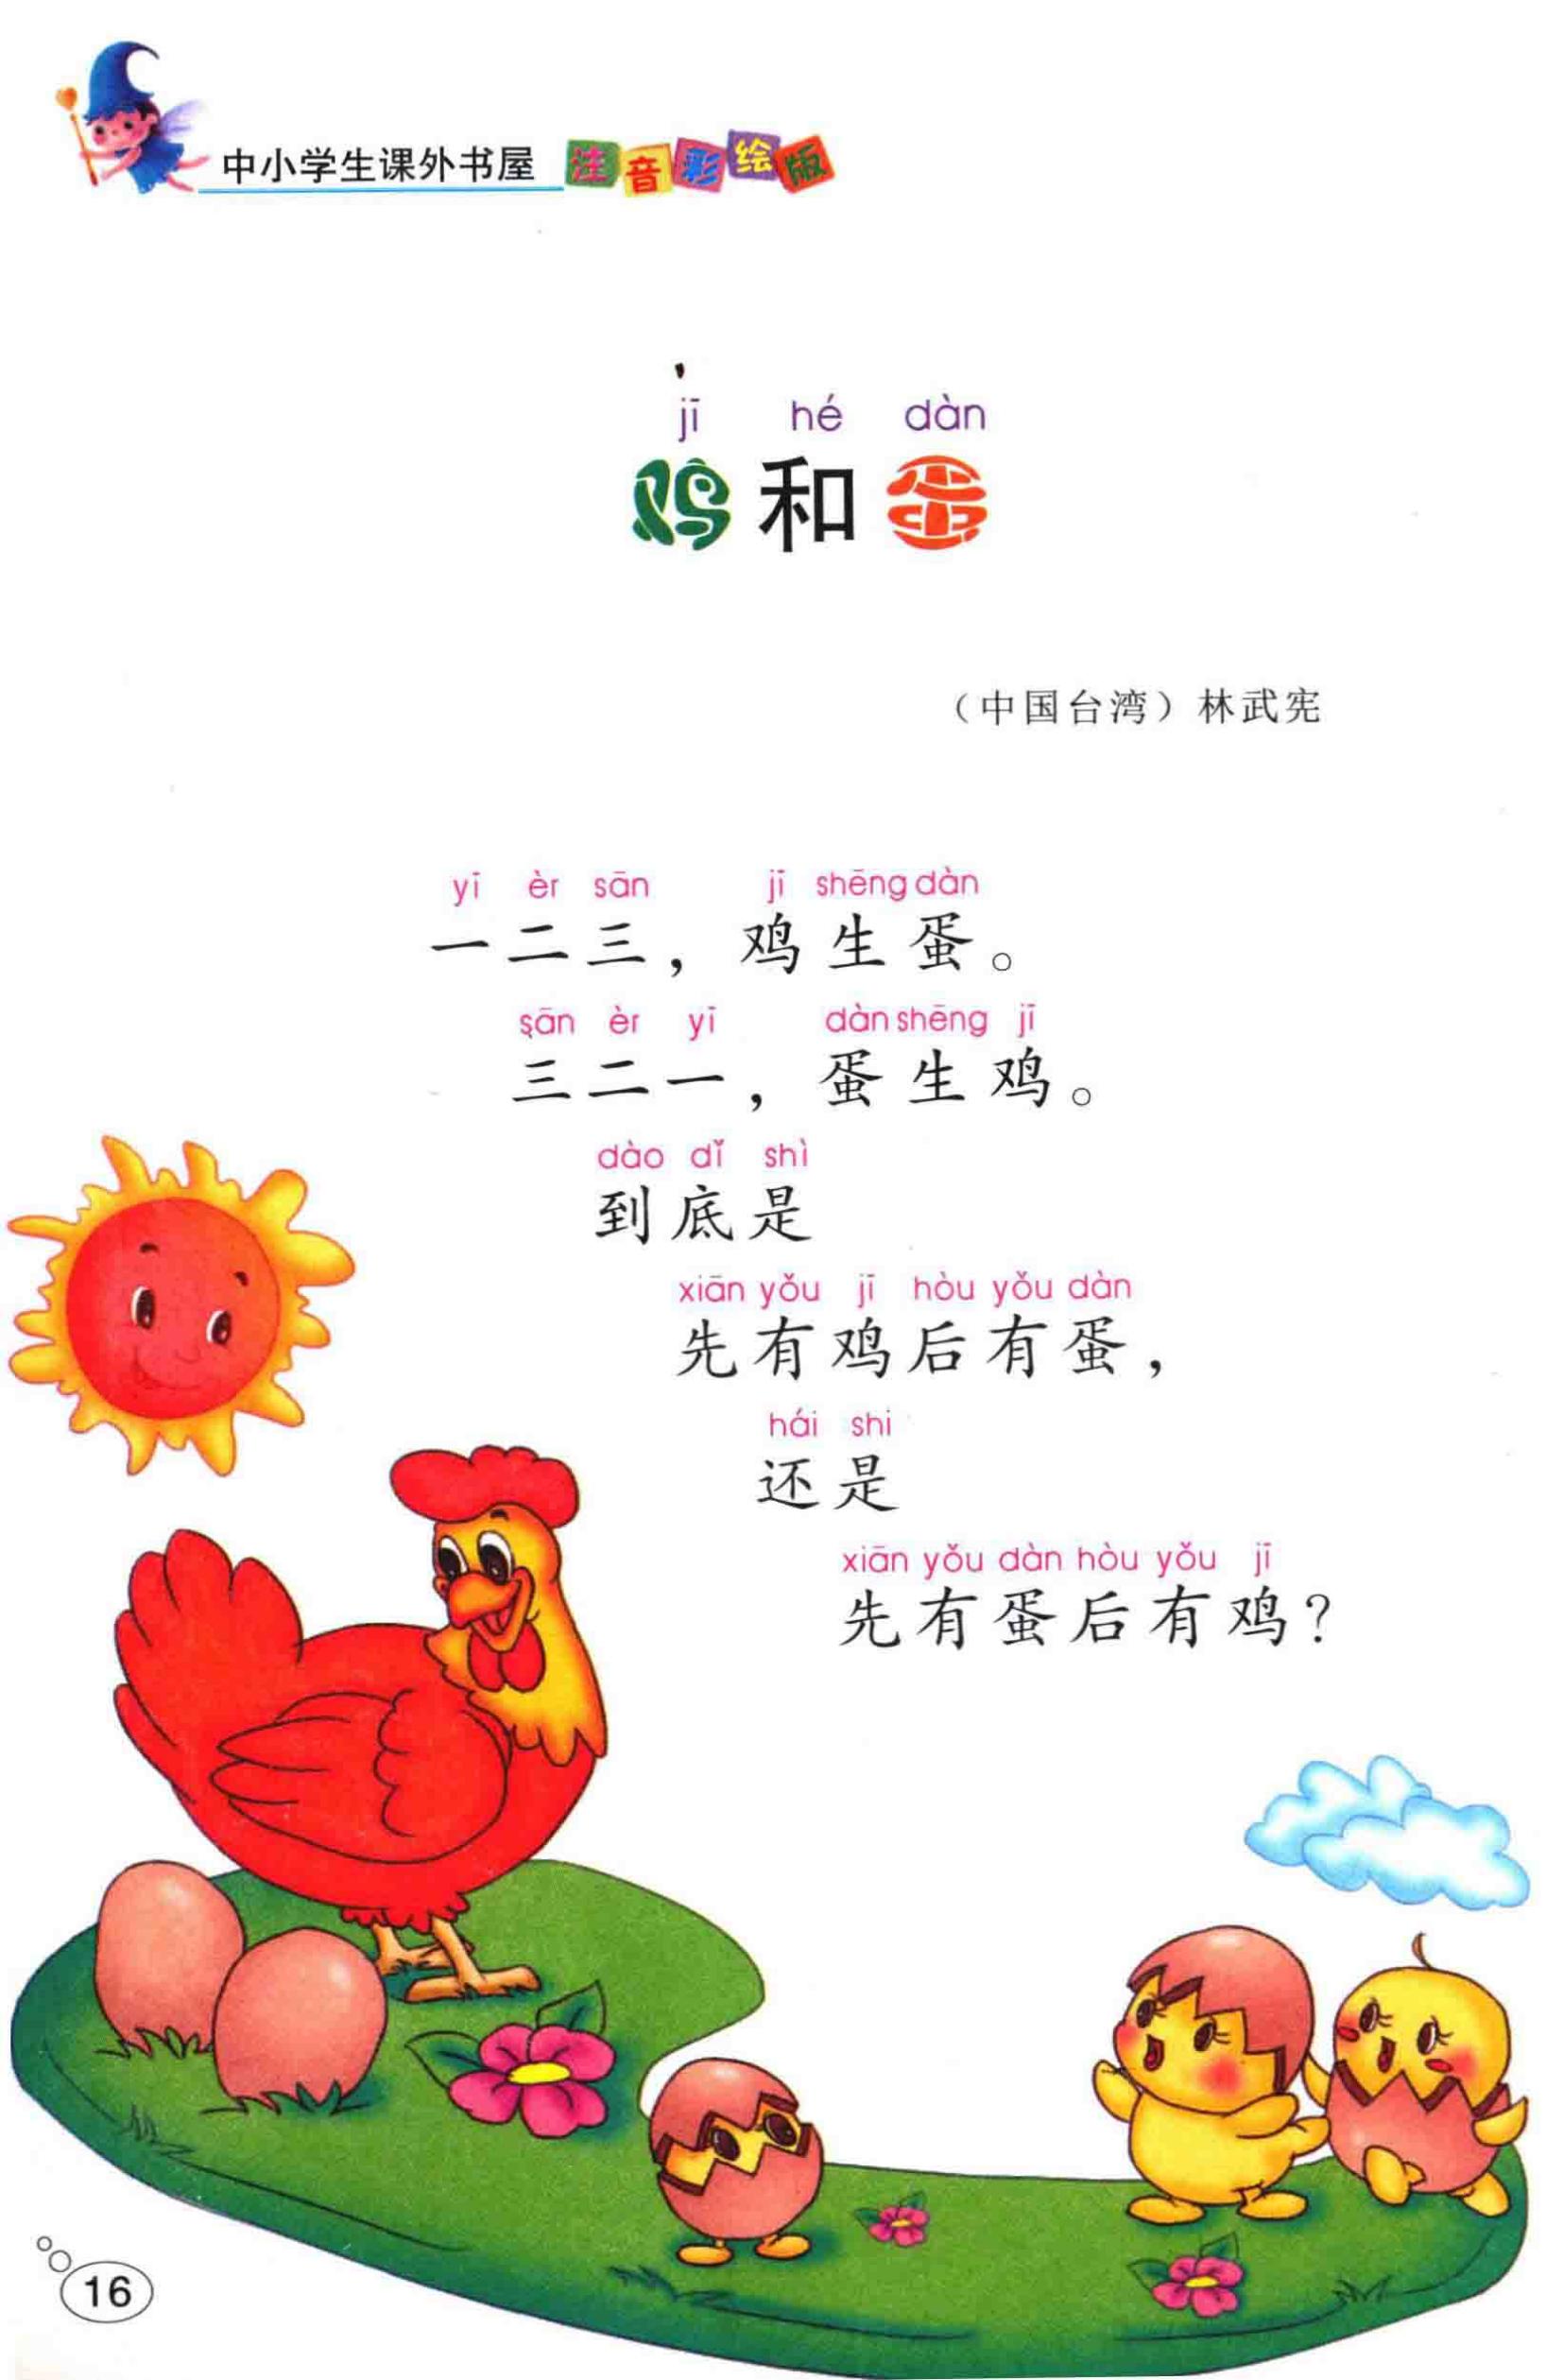 中小学生课外书屋 注音彩绘版
jī hé dàn
鸡和蛋
（中国台湾）林武宪
yī èr sān jī shēng dàn
一二三，鸡生蛋。
sān èr yī dàn shēng jī
三二一，蛋生鸡。
dào dǐ shì
到底是
xiān yǒu jī hòu yǒu dàn
先有鸡后有蛋，
hái shi
还是
xiān yǒu dàn hòu yǒu jī
先有蛋后有鸡？
16